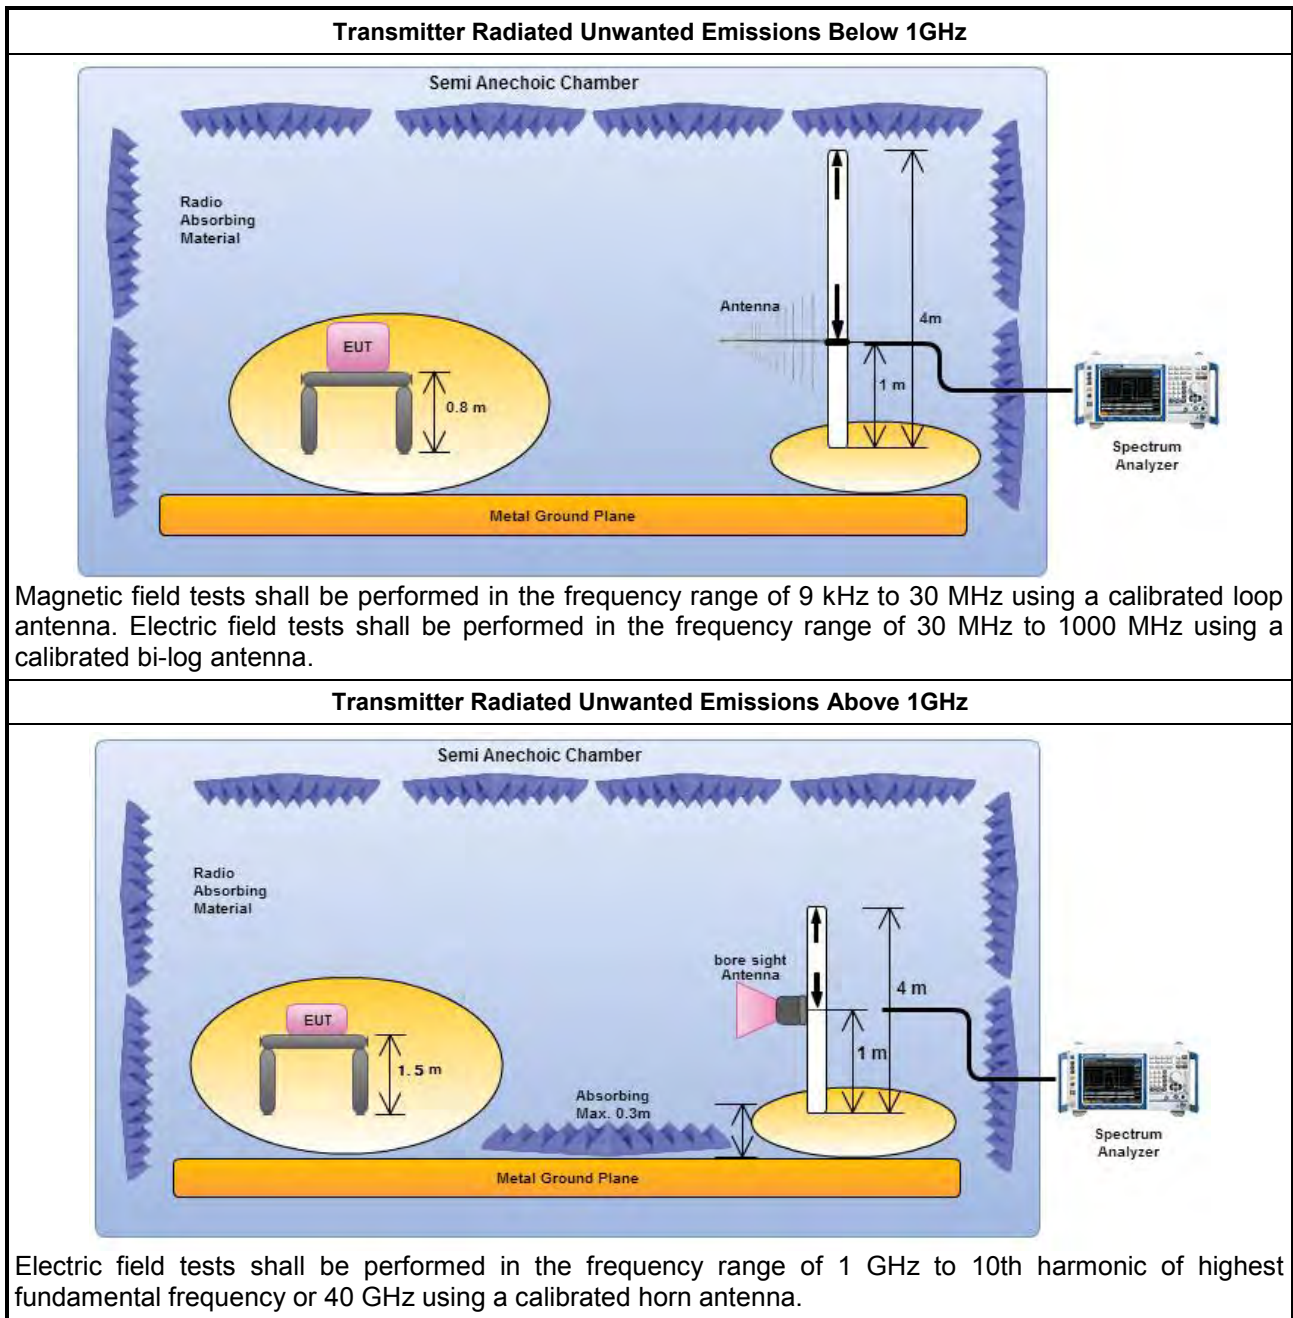 Transmitter Radiated Unwanted Emissions Below 1GHz
Semi Anechoic Chamber
Radio
Absorbing
Material
Antenna
4m
EUT
1 m
0.8 m
Spectrum
Analyzer
Metal Ground Plane
Magnetic field tests shall be performed in the frequency range of 9 kHz to 30 MHz using a calibrated loop
antenna. Electric field tests shall be performed in the frequency range of 30 MHz to 1000 MHz using a
calibrated bi-log antenna.
Transmitter Radiated Unwanted Emissions Above 1GHz
Semi Anechoic Chamber
Radio
Absorbing
Material
bore sight
Antenna
4 m
EUT
1 m
1.5 m
Absorbing
Max. 0.3m
Spectrum
Analyzer
Metal Ground Plane
Electric field tests shall be performed in the frequency range of 1 GHz to 10th harmonic of highest
fundamental frequency or 40 GHz using a calibrated horn antenna.